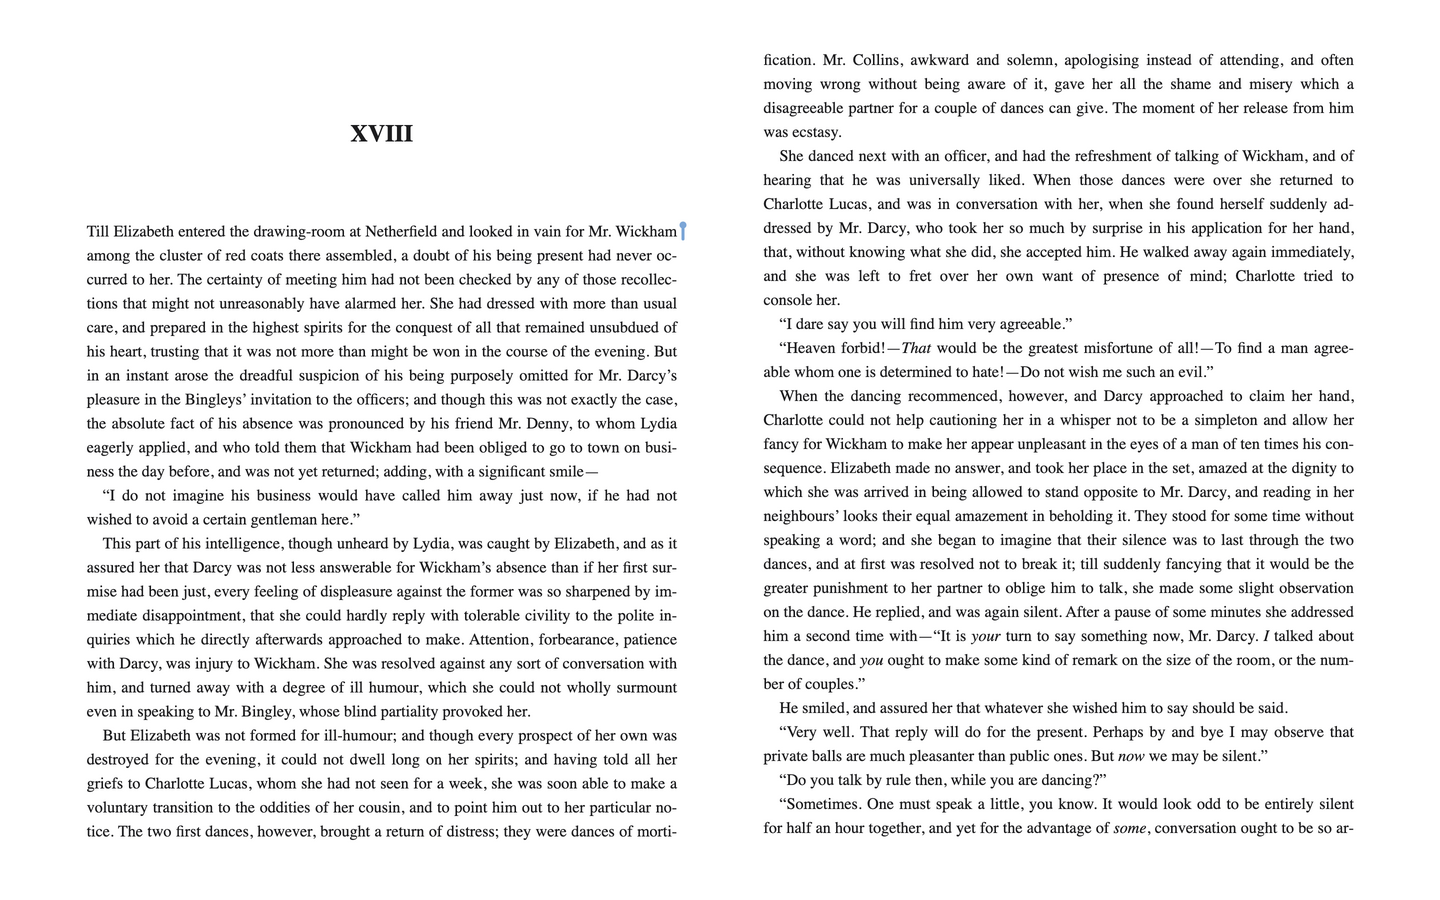 XVIII
Till Elizabeth entered the drawing-room at Netherfield and looked in vain for Mr. Wickham
among the cluster of red coats there assembled, a doubt of his being present had never oc-
curred to her. The certainty of meeting him had not been checked by any of those recollec-
tions that might not unreasonably have alarmed her. She had dressed with more than usual
care, and prepared in the highest spirits for the conquest of all that remained unsubdued of
his heart, trusting that it was not more than might be won in the course of the evening. But
in an instant arose the dreadful suspicion of his being purposely omitted for Mr. Darcy’s
pleasure in the Bingleys’ invitation to the officers; and though this was not exactly the case,
the absolute fact of his absence was pronounced by his friend Mr. Denny, to whom Lydia
eagerly applied, and who told them that Wickham had been obliged to go to town on busi-
ness the day before, and was not yet returned; adding, with a significant smile—
“I do not imagine his business would have called him away just now, if he had not
wished to avoid a certain gentleman here.”
This part of his intelligence, though unheard by Lydia, was caught by Elizabeth, and as it
assured her that Darcy was not less answerable for Wickham’s absence than if her first sur-
mise had been just, every feeling of displeasure against the former was so sharpened by im-
mediate disappointment, that she could hardly reply with tolerable civility to the polite in-
quiries which he directly afterwards approached to make. Attention, forbearance, patience
with Darcy, was injury to Wickham. She was resolved against any sort of conversation with
him, and turned away with a degree of ill humour, which she could not wholly surmount
even in speaking to Mr. Bingley, whose blind partiality provoked her.
But Elizabeth was not formed for ill-humour; and though every prospect of her own was
destroyed for the evening, it could not dwell long on her spirits; and having told all her
griefs to Charlotte Lucas, whom she had not seen for a week, she was soon able to make a
voluntary transition to the oddities of her cousin, and to point him out to her particular no-
tice. The two first dances, however, brought a return of distress; they were dances of morti-
fication. Mr. Collins, awkward and solemn, apologising instead of attending, and often
moving wrong without being aware of it, gave her all the shame and misery which a
disagreeable partner for a couple of dances can give. The moment of her release from him
was ecstasy.
She danced next with an officer, and had the refreshment of talking of Wickham, and of
hearing that he was universally liked. When those dances were over she returned to
Charlotte Lucas, and was in conversation with her, when she found herself suddenly ad-
dressed by Mr. Darcy, who took her so much by surprise in his application for her hand,
that, without knowing what she did, she accepted him. He walked away again immediately,
and she was left to fret over her own want of presence of mind; Charlotte tried to
console her.
“I dare say you will find him very agreeable.”
“Heaven forbid!—That would be the greatest misfortune of all!—To find a man agree-
able whom one is determined to hate!—Do not wish me such an evil.”
When the dancing recommenced, however, and Darcy approached to claim her hand,
Charlotte could not help cautioning her in a whisper not to be a simpleton and allow her
fancy for Wickham to make her appear unpleasant in the eyes of a man of ten times his con-
sequence. Elizabeth made no answer, and took her place in the set, amazed at the dignity to
which she was arrived in being allowed to stand opposite to Mr. Darcy, and reading in her
neighbours’ looks their equal amazement in beholding it. They stood for some time without
speaking a word; and she began to imagine that their silence was to last through the two
dances, and at first was resolved not to break it; till suddenly fancying that it would be the
greater punishment to her partner to oblige him to talk, she made some slight observation
on the dance. He replied, and was again silent. After a pause of some minutes she addressed
him a second time with—“It is your turn to say something now, Mr. Darcy. I talked about
the dance, and you ought to make some kind of remark on the size of the room, or the num-
ber of couples.”
He smiled, and assured her that whatever she wished him to say should be said.
“Very well. That reply will do for the present. Perhaps by and bye I may observe that
private balls are much pleasanter than public ones. But now we may be silent.”
“Do you talk by rule then, while you are dancing?”
“Sometimes. One must speak a little, you know. It would look odd to be entirely silent
for half an hour together, and yet for the advantage of some, conversation ought to be so ar-